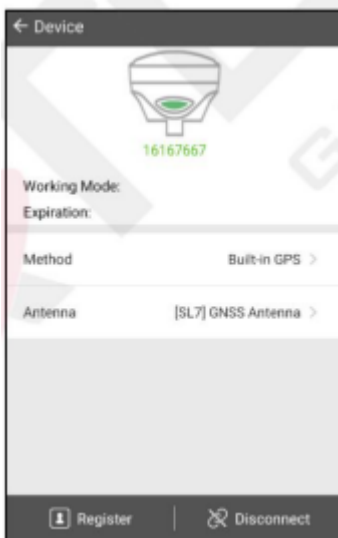 ← Device
16167667
Working Mode:
Expiration:
Method Built-in GPS >
Antenna [SL7] GNSS Antenna >
Register Disconnect